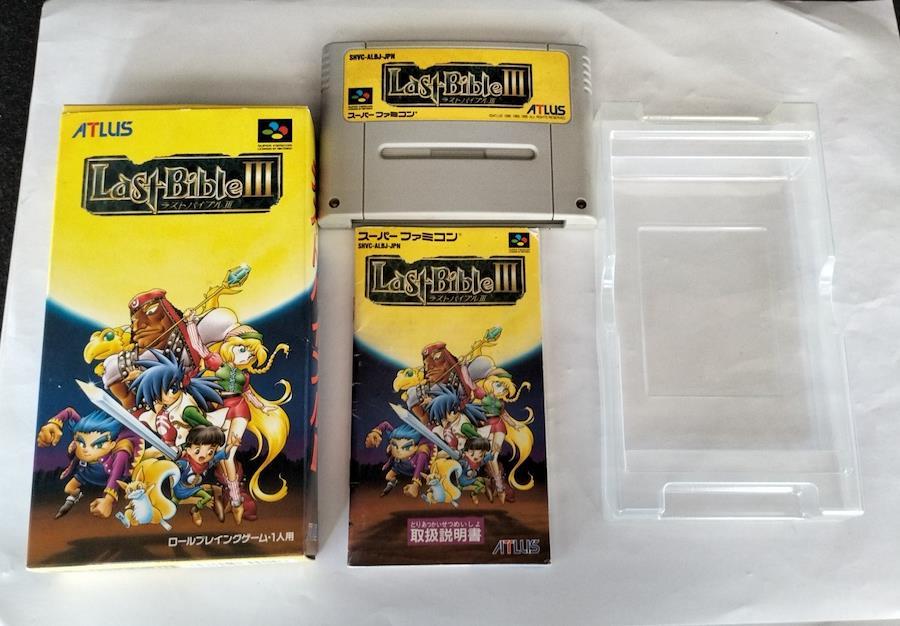 ATLUS
Last Bible III
ラストバイブルIII
ロールプレイングゲーム・1人用
SHVC-ALBJ-JPN
Last Bible III
ラストバイブルIII
スーパーファミコン
ATLUS
スーパーファミコン
SHVC-ALBJ-JPN
Last Bible III
ラストバイブルIII
とりあつかいせつめいしょ
取扱説明書
ATLUS